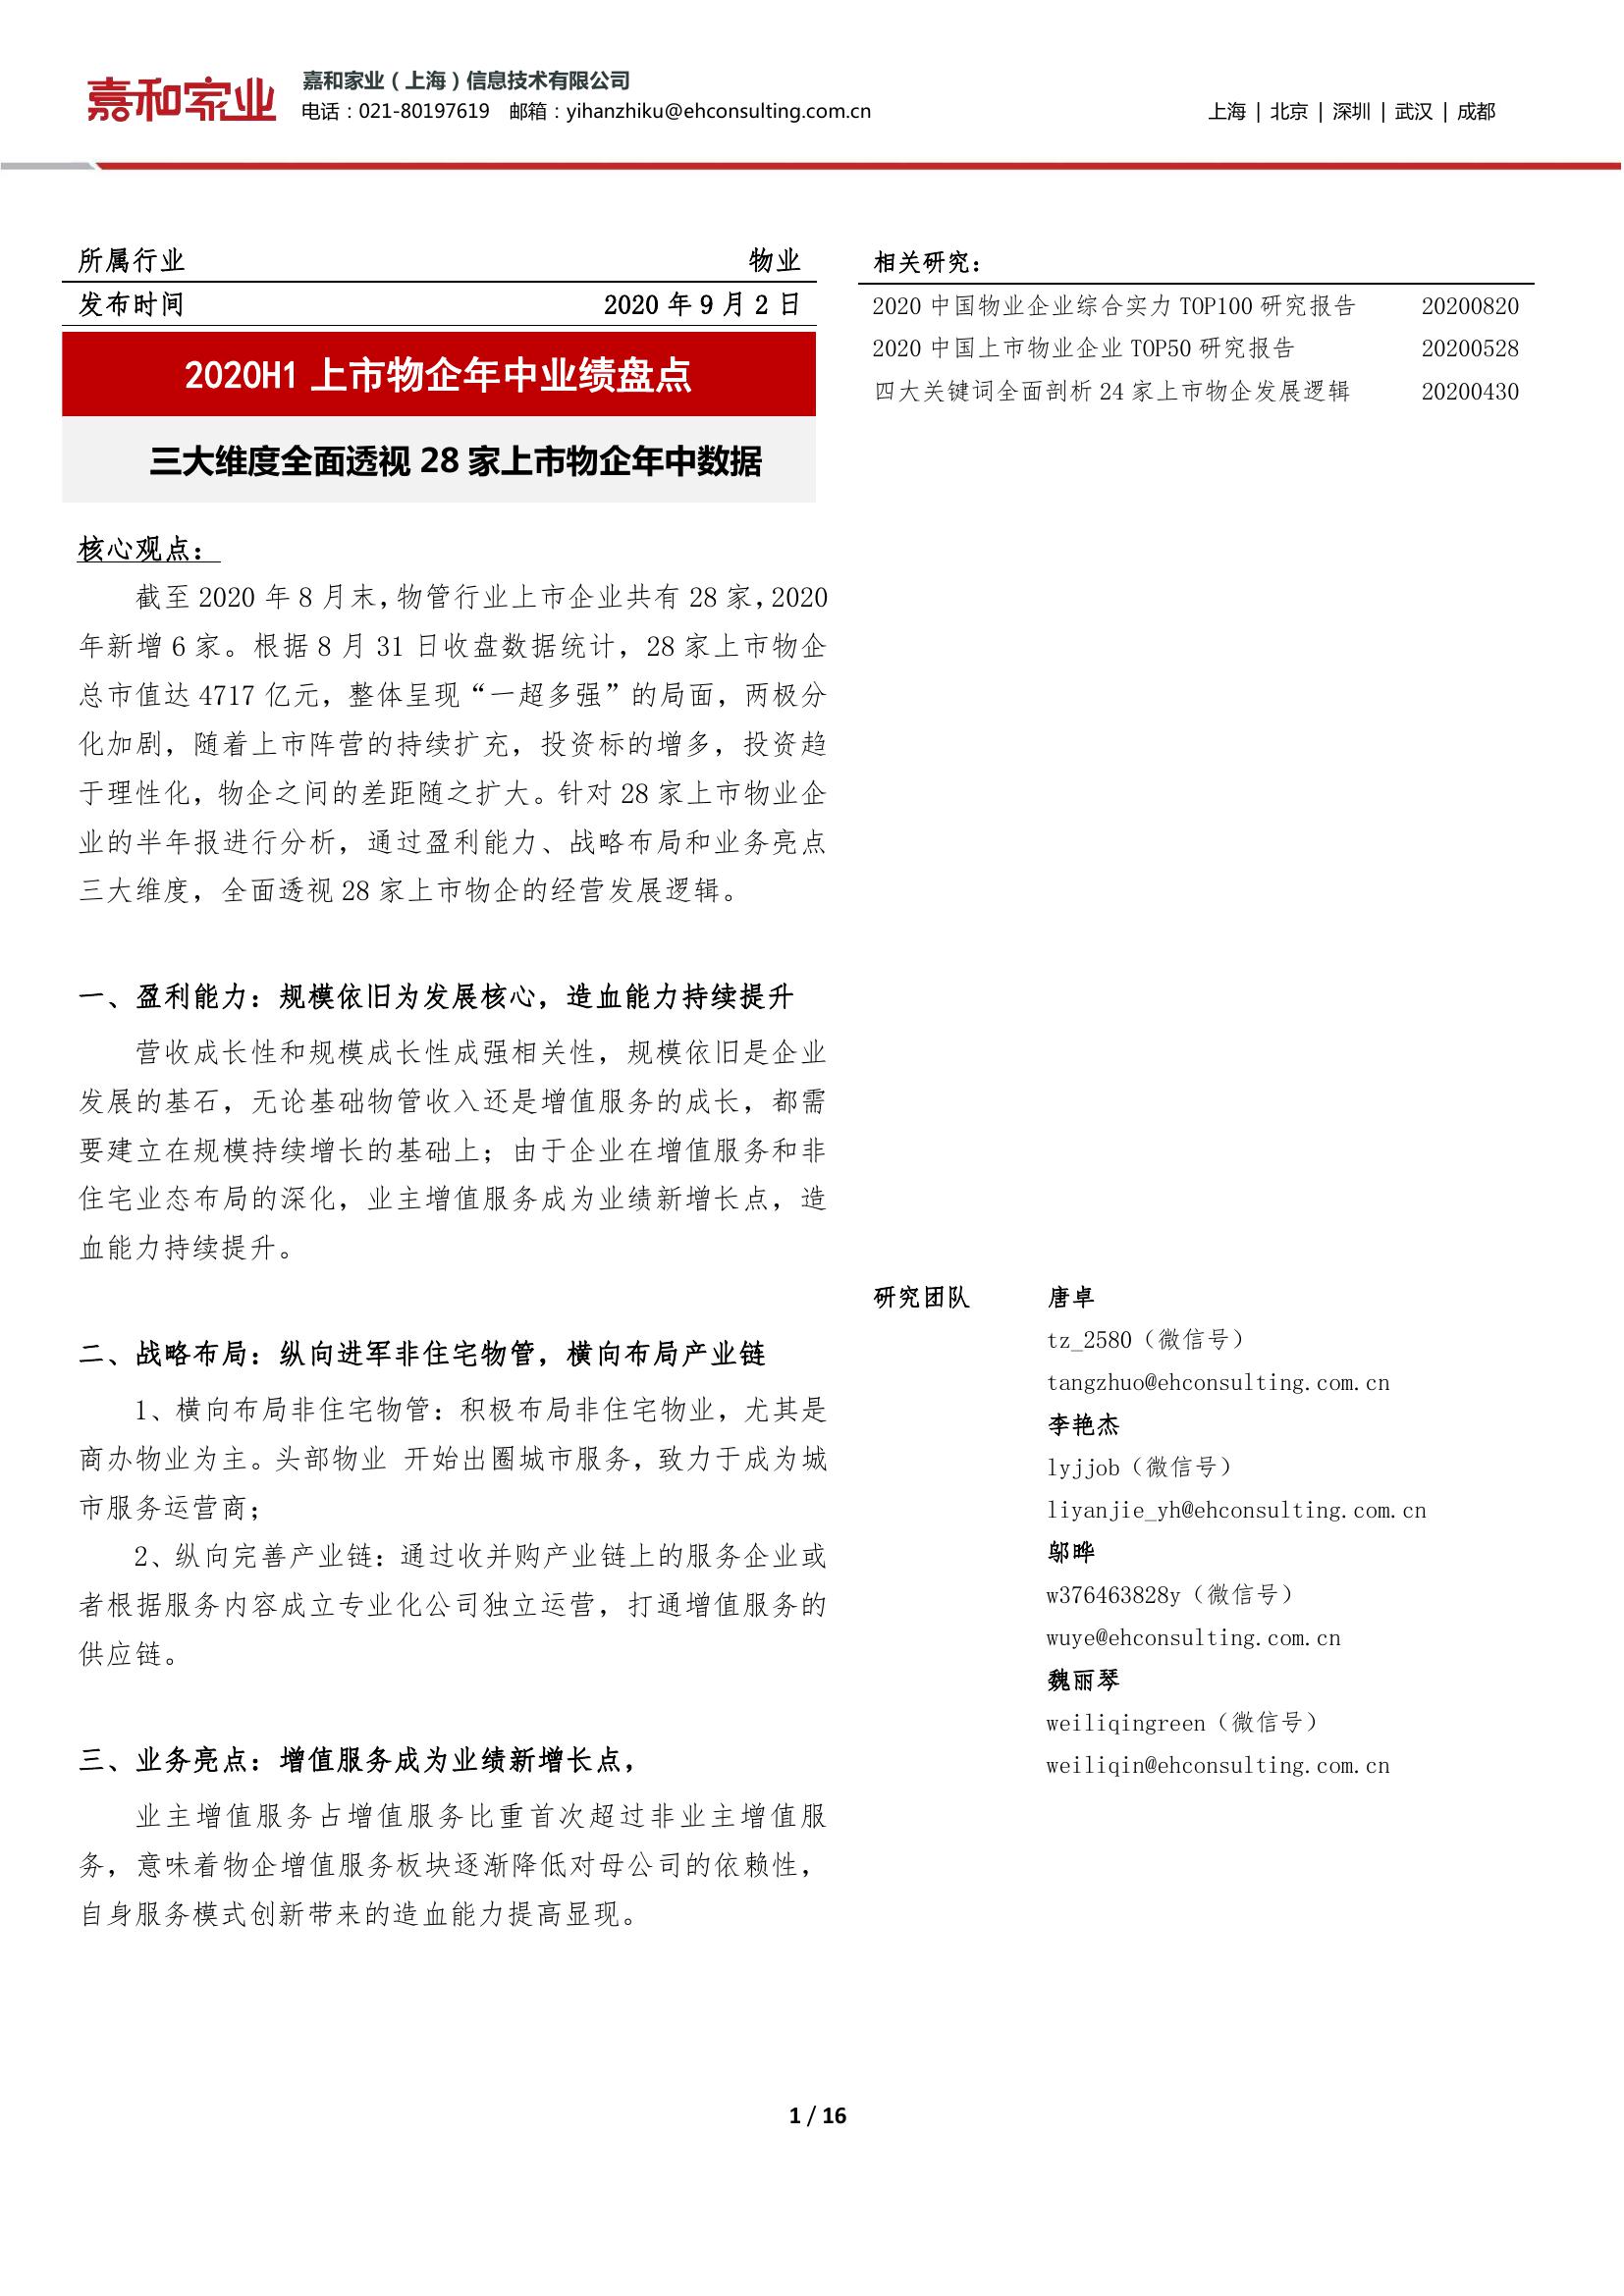 嘉和家业
嘉和家业（上海）信息技术有限公司
电话：021-80197619 邮箱：yihanzhiku@ehconsulting.com.cn
上海 | 北京 | 深圳 | 武汉 | 成都
所属行业 物业
发布时间 2020 年 9 月 2 日
2020H1 上市物企年中业绩盘点
三大维度全面透视 28 家上市物企年中数据
核心观点：
截至 2020 年 8 月末，物管行业上市企业共有 28 家，2020
年新增 6 家。根据 8 月 31 日收盘数据统计，28 家上市物企
总市值达 4717 亿元，整体呈现“一超多强”的局面，两极分
化加剧，随着上市阵营的持续扩充，投资标的增多，投资趋
于理性化，物企之间的差距随之扩大。针对 28 家上市物业企
业的半年报进行分析，通过盈利能力、战略布局和业务亮点
三大维度，全面透视 28 家上市物企的经营发展逻辑。
一、盈利能力：规模依旧为发展核心，造血能力持续提升
营收成长性和规模成长性成强相关性，规模依旧是企业
发展的基石，无论基础物管收入还是增值服务的成长，都需
要建立在规模持续增长的基础上；由于企业在增值服务和非
住宅业态布局的深化，业主增值服务成为业绩新增长点，造
血能力持续提升。
二、战略布局：纵向进军非住宅物管，横向布局产业链
1、横向布局非住宅物管：积极布局非住宅物业，尤其是
商办物业为主。头部物业 开始出圈城市服务，致力于成为城
市服务运营商；
2、纵向完善产业链：通过收并购产业链上的服务企业或
者根据服务内容成立专业化公司独立运营，打通增值服务的
供应链。
三、业务亮点：增值服务成为业绩新增长点，
业主增值服务占增值服务比重首次超过非业主增值服
务，意味着物企增值服务板块逐渐降低对母公司的依赖性，
自身服务模式创新带来的造血能力提高显现。
相关研究：
2020 中国物业企业综合实力 TOP100 研究报告 20200820
2020 中国上市物业企业 TOP50 研究报告 20200528
四大关键词全面剖析 24 家上市物企发展逻辑 20200430
研究团队 唐卓
tz_2580（微信号）
tangzhuo@ehconsulting.com.cn
李艳杰
lyjjob（微信号）
liyanjie_yh@ehconsulting.com.cn
邬晔
w376463828y（微信号）
wuye@ehconsulting.com.cn
魏丽琴
weiliqingreen（微信号）
weiliqin@ehconsulting.com.cn
1 / 16